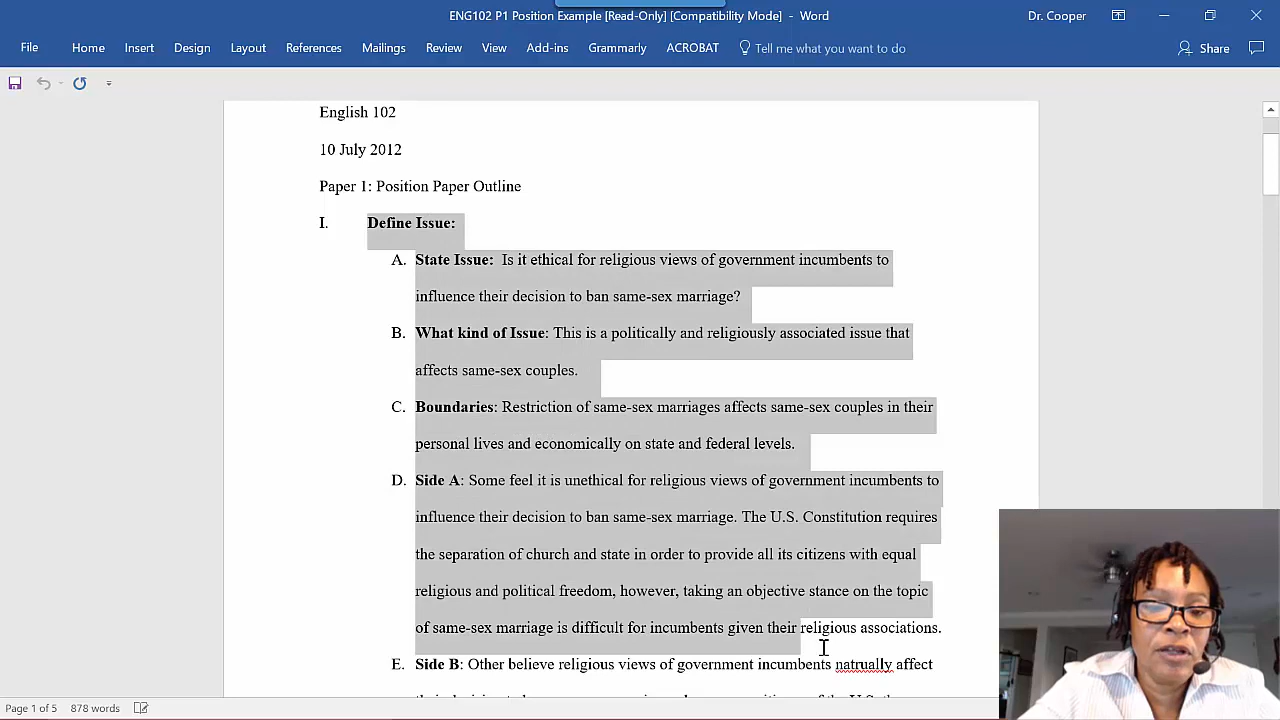 ENG102 P1 Position Example [Read-Only] [Compatibility Mode] - Word
Dr. Cooper
File Home Insert Design Layout References Mailings Review View Add-ins Grammarly ACROBAT Tell me what you want to do Share
English 102
10 July 2012
Paper 1: Position Paper Outline
I. Define Issue:
A. State Issue: Is it ethical for religious views of government incumbents to
influence their decision to ban same-sex marriage?
B. What kind of Issue: This is a politically and religiously associated issue that
affects same-sex couples.
C. Boundaries: Restriction of same-sex marriages affects same-sex couples in their
personal lives and economically on state and federal levels.
D. Side A: Some feel it is unethical for religious views of government incumbents to
influence their decision to ban same-sex marriage. The U.S. Constitution requires
the separation of church and state in order to provide all its citizens with equal
religious and political freedom, however, taking an objective stance on the topic
of same-sex marriage is difficult for incumbents given their religious associations.
E. Side B: Other believe religious views of government incumbents natrually affect
Page 1 of 5 878 words